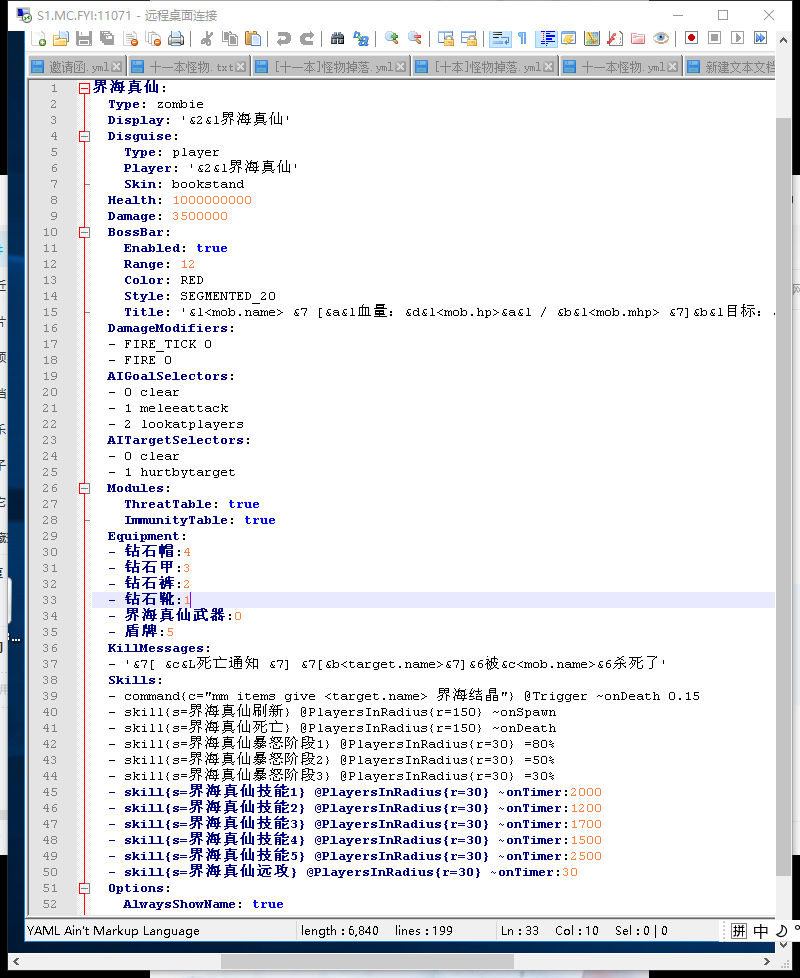 S1.MC.FYI:11071 - 远程桌面连接
邀请函.yml
十一本怪物.txt
[十一本]怪物掉落.yml
[十本]怪物掉落.yml
十一本怪物.yml
新建文本文档
1 界海真仙:
2 Type: zombie
3 Display: '&2&l界海真仙'
4 Disguise:
5 Type: player
6 Player: '&2&l界海真仙'
7 Skin: bookstand
8 Health: 1000000000
9 Damage: 3500000
10 BossBar:
11 Enabled: true
12 Range: 12
13 Color: RED
14 Style: SEGMENTED_20
15 Title: '&l<mob.name> &7 [&a&l血量: &d&l<mob.hp>&a&l / &b&l<mob.mhp> &7]&b&l目标:
16 DamageModifiers:
17 - FIRE_TICK 0
18 - FIRE 0
19 AIGoalSelectors:
20 - 0 clear
21 - 1 meleeattack
22 - 2 lookatplayers
23 AITargetSelectors:
24 - 0 clear
25 - 1 hurtbytarget
26 Modules:
27 ThreatTable: true
28 ImmunityTable: true
29 Equipment:
30 - 钻石帽:4
31 - 钻石甲:3
32 - 钻石裤:2
33 - 钻石靴:1
34 - 界海真仙武器:0
35 - 盾牌:5
36 KillMessages:
37 - '&7[ &c&L死亡通知 &7] &7[&b<target.name>&7]&6被&c<mob.name>&6杀死了'
38 Skills:
39 - command{c="mm items give <target.name> 界海结晶"} @Trigger ~onDeath 0.15
40 - skill{s=界海真仙刷新} @PlayersInRadius{r=150} ~onSpawn
41 - skill{s=界海真仙死亡} @PlayersInRadius{r=150} ~onDeath
42 - skill{s=界海真仙暴怒阶段1} @PlayersInRadius{r=30} =80%
43 - skill{s=界海真仙暴怒阶段2} @PlayersInRadius{r=30} =50%
44 - skill{s=界海真仙暴怒阶段3} @PlayersInRadius{r=30} =30%
45 - skill{s=界海真仙技能1} @PlayersInRadius{r=30} ~onTimer:2000
46 - skill{s=界海真仙技能2} @PlayersInRadius{r=30} ~onTimer:1200
47 - skill{s=界海真仙技能3} @PlayersInRadius{r=30} ~onTimer:1700
48 - skill{s=界海真仙技能4} @PlayersInRadius{r=30} ~onTimer:1500
49 - skill{s=界海真仙技能5} @PlayersInRadius{r=30} ~onTimer:2500
50 - skill{s=界海真仙远攻} @PlayersInRadius{r=30} ~onTimer:30
51 Options:
52 AlwaysShowName: true
YAML Ain't Markup Language
length : 6,840 lines : 199
Ln : 33 Col : 10 Sel : 0 | 0
拼 中